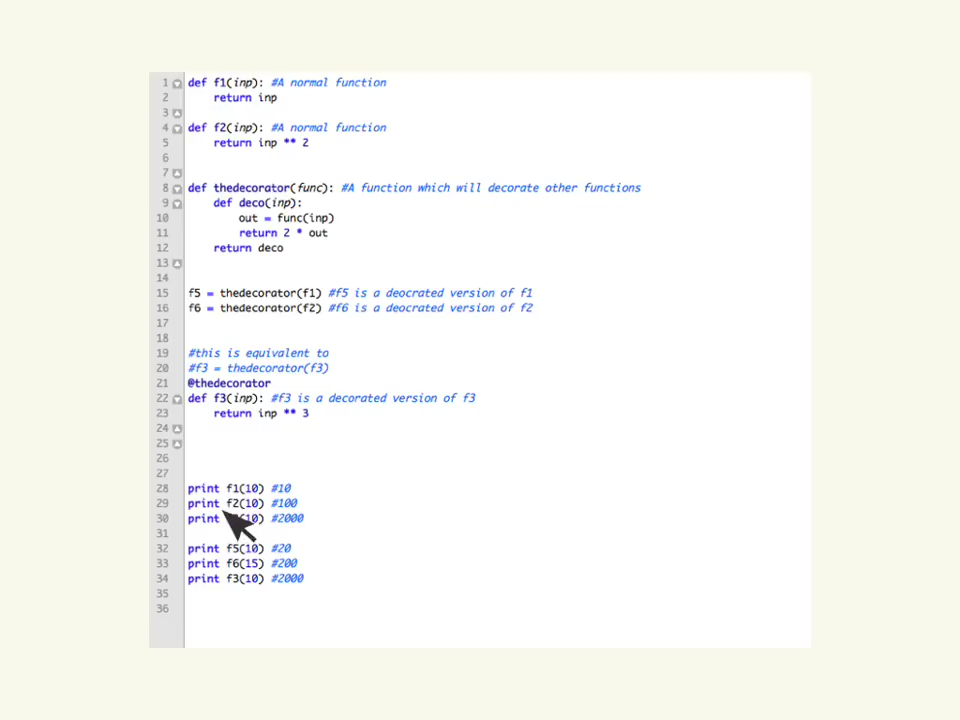 1 def f1(inp): #A normal function
2 return inp
3
4 def f2(inp): #A normal function
5 return inp ** 2
6
7
8 def thedecorator(func): #A function which will decorate other functions
9 def deco(inp):
10 out = func(inp)
11 return 2 * out
12 return deco
13
14
15 f5 = thedecorator(f1) #f5 is a deocrated version of f1
16 f6 = thedecorator(f2) #f6 is a deocrated version of f2
17
18
19 #this is equivalent to
20 #f3 = thedecorator(f3)
21 @thedecorator
22 def f3(inp): #f3 is a decorated version of f3
23 return inp ** 3
24
25
26
27
28 print f1(10) #10
29 print f2(10) #100
30 print #2000
31
32 print f5(10) #20
33 print f6(15) #200
34 print f3(10) #2000
35
36